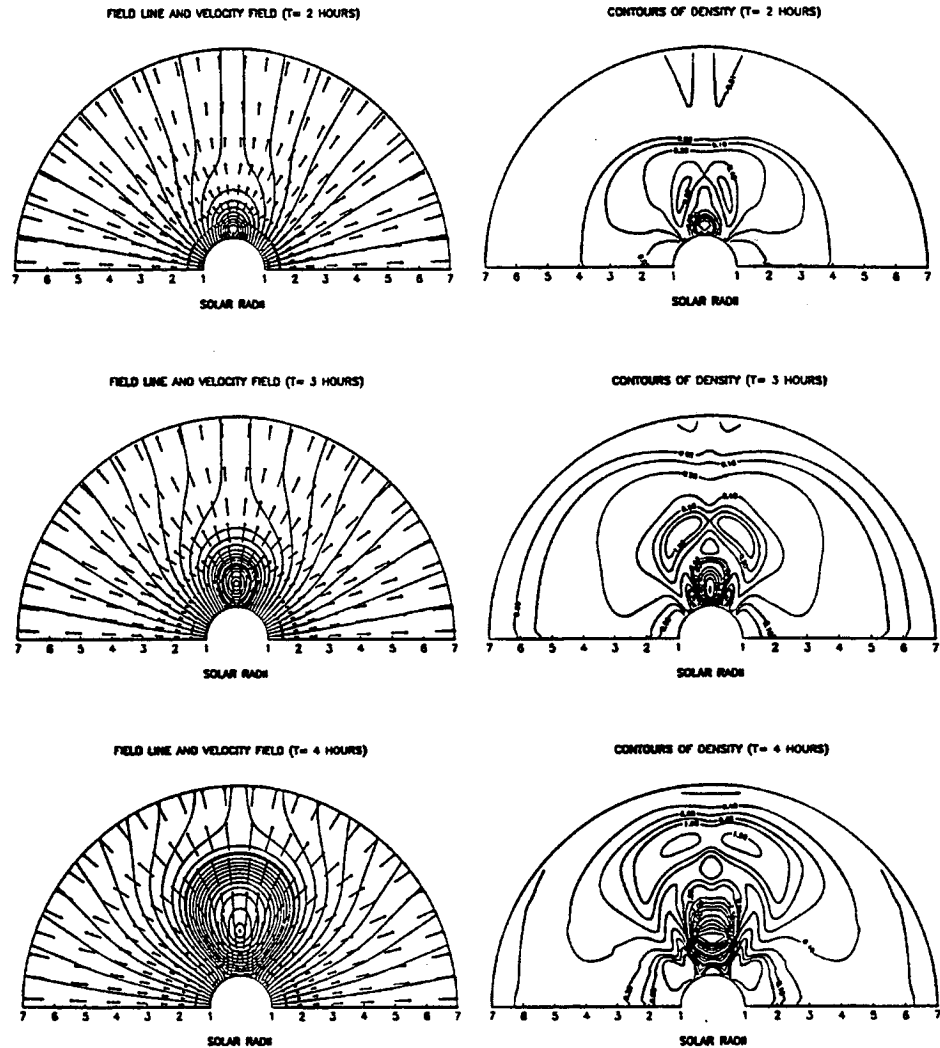 FIELD LINE AND VELOCITY FIELD (T= 2 HOURS)
7 6 5 4 3 2 1 1 2 3 4 5 6 7
SOLAR RADII
CONTOURS OF DENSITY (T= 2 HOURS)
7 6 5 4 3 2 1 1 2 3 4 5 6 7
SOLAR RADII
FIELD LINE AND VELOCITY FIELD (T= 3 HOURS)
7 6 5 4 3 2 1 1 2 3 4 5 6 7
SOLAR RADII
CONTOURS OF DENSITY (T= 3 HOURS)
7 6 5 4 3 2 1 1 2 3 4 5 6 7
SOLAR RADII
FIELD LINE AND VELOCITY FIELD (T= 4 HOURS)
7 6 5 4 3 2 1 1 2 3 4 5 6 7
SOLAR RADII
CONTOURS OF DENSITY (T= 4 HOURS)
7 6 5 4 3 2 1 1 2 3 4 5 6 7
SOLAR RADII